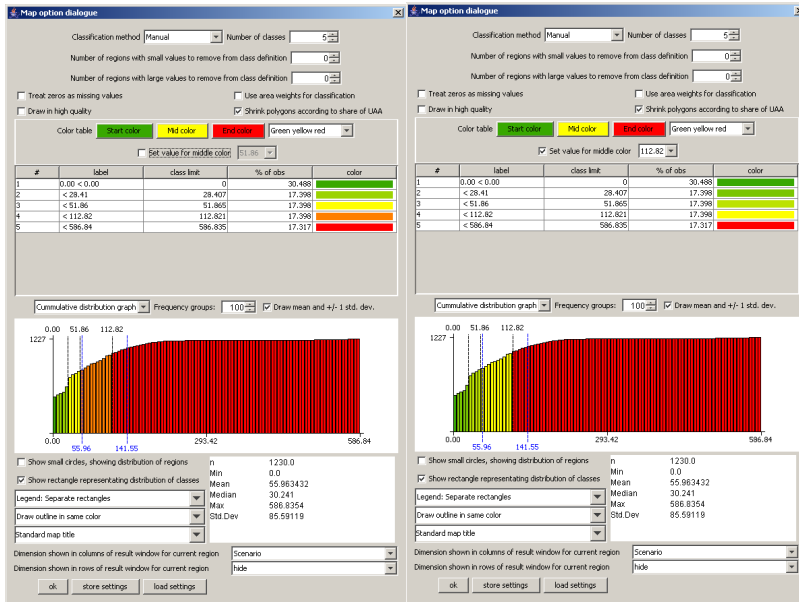 Map option dialogue
Classification method Manual Number of classes 5
Number of regions with small values to remove from class definition 0
Number of regions with large values to remove from class definition 0
Treat zeros as missing values Use area weights for classification
Draw in high quality Shrink polygons according to share of UAA
Color table Start color Mid color End color Green yellow red
Set value for middle color 51.86
# label class limit % of obs color
1 0.00 < 0.00 0 30.488
2 < 28.41 28.407 17.398
3 < 51.86 51.865 17.398
4 < 112.82 112.821 17.398
5 < 586.84 586.835 17.317
Cummulative distribution graph Frequency groups: 100 Draw mean and +/- 1 std. dev.
0.00 51.86 112.82
1227
0.00 293.42 586.84
55.96 141.55
Show small circles, showing distribution of regions
Show rectangle representating distribution of classes
Legend: Separate rectangles
Draw outline in same color
Standard map title
n 1230.0
Min 0.0
Mean 55.963432
Median 30.241
Max 586.8354
Std.Dev 85.59119
Dimension shown in columns of result window for current region Scenario
Dimension shown in rows of result window for current region hide
ok store settings load settings
Map option dialogue
Classification method Manual Number of classes 5
Number of regions with small values to remove from class definition 0
Number of regions with large values to remove from class definition 0
Treat zeros as missing values Use area weights for classification
Draw in high quality Shrink polygons according to share of UAA
Color table Start color Mid color End color Green yellow red
Set value for middle color 112.82
# label class limit % of obs color
1 0.00 < 0.00 0 30.488
2 < 28.41 28.407 17.398
3 < 51.86 51.865 17.398
4 < 112.82 112.821 17.398
5 < 586.84 586.835 17.317
Cummulative distribution graph Frequency groups: 100 Draw mean and +/- 1 std. dev.
0.00 51.86 112.82
1227
0.00 293.42 586.84
55.96 141.55
Show small circles, showing distribution of regions
Show rectangle representating distribution of classes
Legend: Separate rectangles
Draw outline in same color
Standard map title
n 1230.0
Min 0.0
Mean 55.963432
Median 30.241
Max 586.8354
Std.Dev 85.59119
Dimension shown in columns of result window for current region Scenario
Dimension shown in rows of result window for current region hide
ok store settings load settings